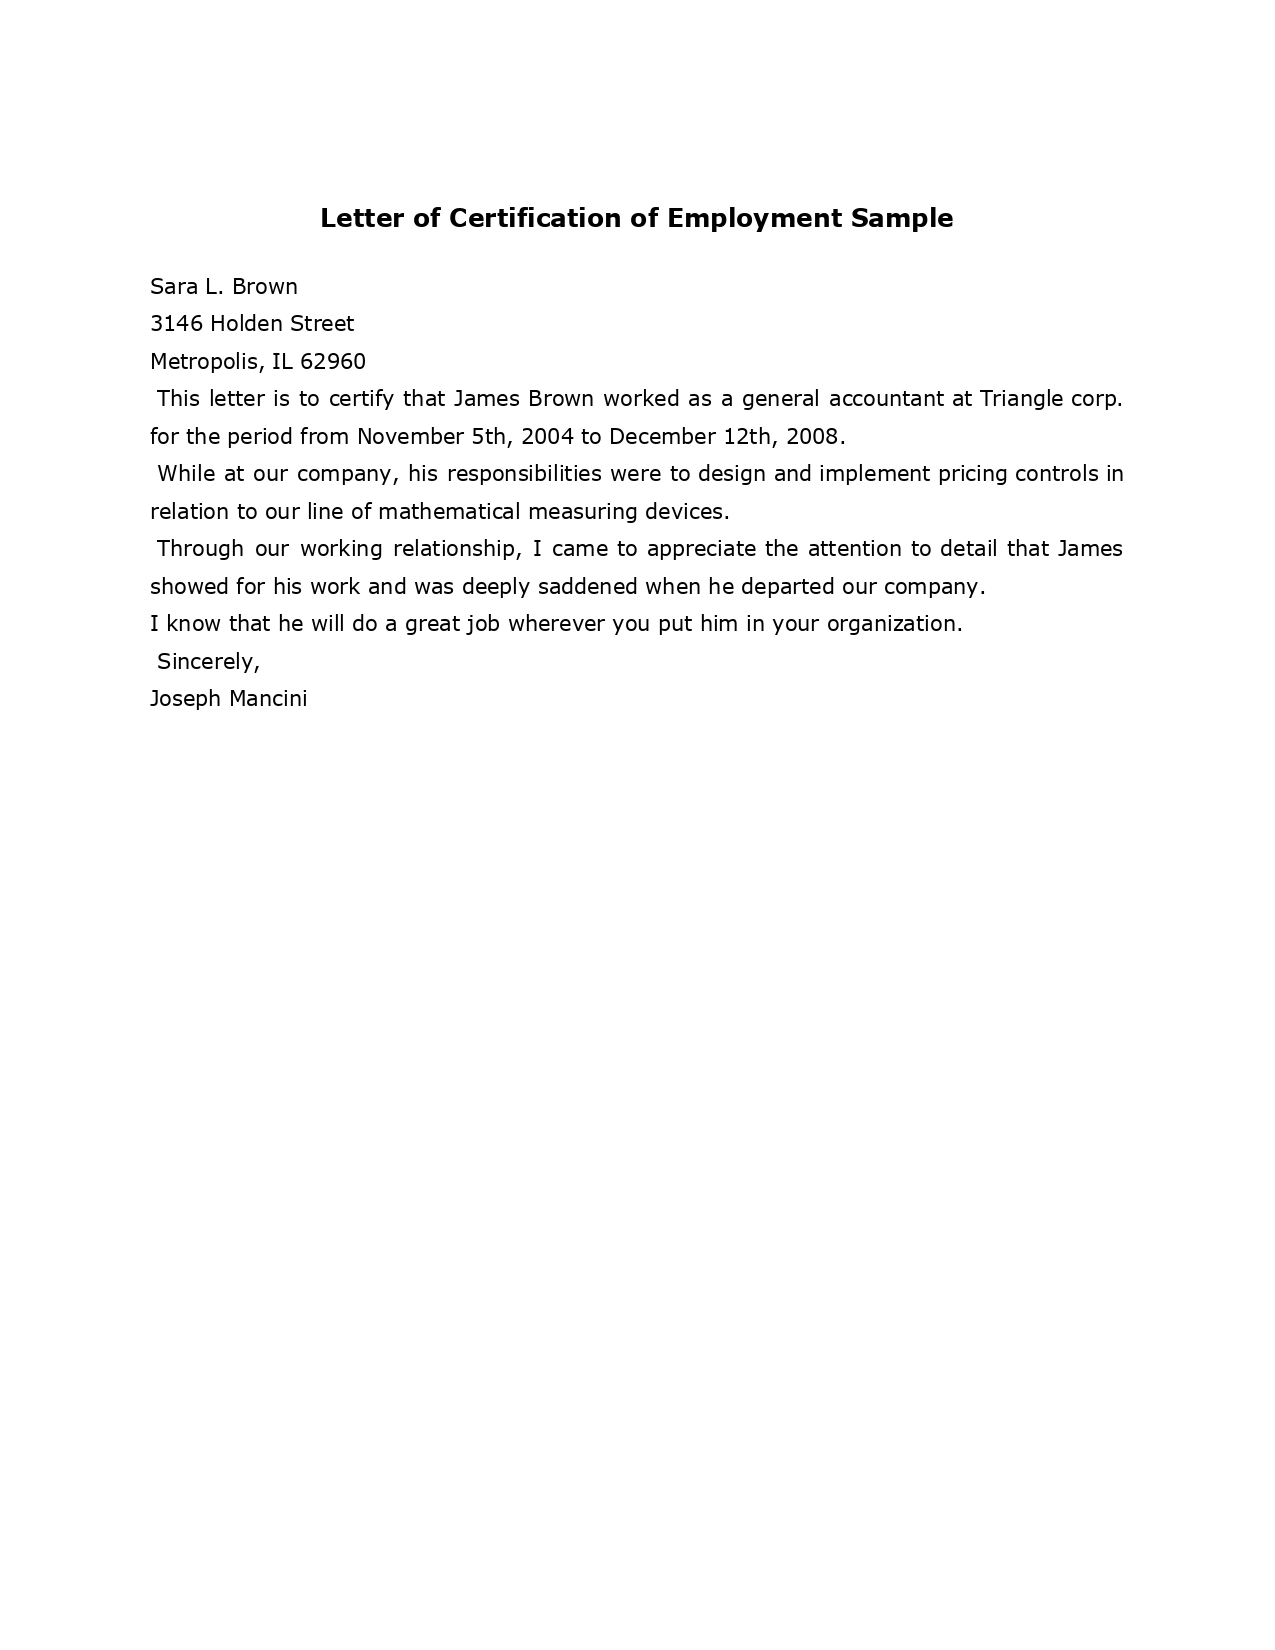 Letter of Certification of Employment Sample
Sara L. Brown
3146 Holden Street
Metropolis, IL 62960
This letter is to certify that James Brown worked as a general accountant at Triangle corp.
for the period from November 5th, 2004 to December 12th, 2008.
While at our company, his responsibilities were to design and implement pricing controls in
relation to our line of mathematical measuring devices.
Through our working relationship, I came to appreciate the attention to detail that James
showed for his work and was deeply saddened when he departed our company.
I know that he will do a great job wherever you put him in your organization.
Sincerely,
Joseph Mancini